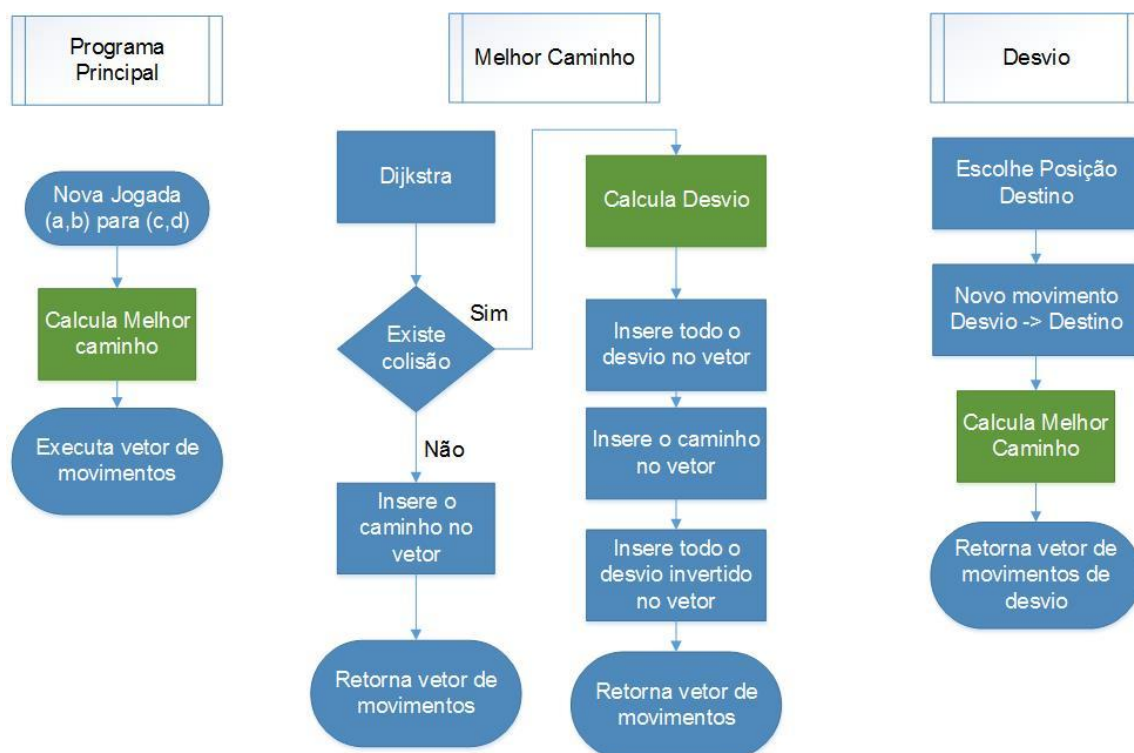 Programa
Principal
Nova Jogada
(a,b) para (c,d)
Calcula Melhor
caminho
Executa vetor de
movimentos
Melhor Caminho
Dijkstra
Existe
colisão
Sim
Não
Insere o
caminho no
vetor
Retorna vetor de
movimentos
Calcula Desvio
Insere todo o
desvio no vetor
Insere o caminho
no vetor
Insere todo o
desvio invertido
no vetor
Retorna vetor de
movimentos
Desvio
Escolhe Posição
Destino
Novo movimento
Desvio -> Destino
Calcula Melhor
Caminho
Retorna vetor de
movimentos de
desvio